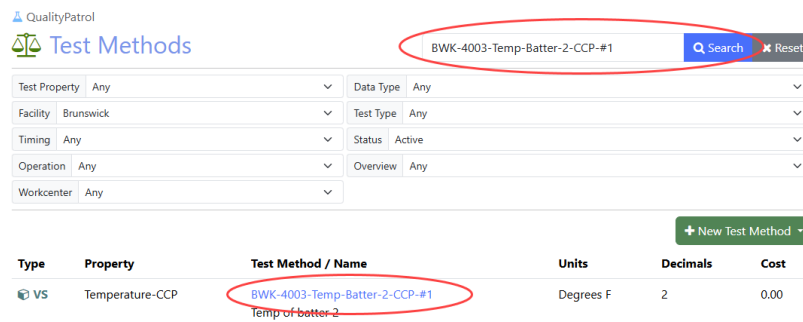 QualityPatrol
Test Methods
BWK-4003-Temp-Batter-2-CCP-#1 Search Reset
Test Property Any Data Type Any
Facility Brunswick Test Type Any
Timing Any Status Active
Operation Any Overview Any
Workcenter Any
New Test Method
Type Property Test Method / Name Units Decimals Cost
VS Temperature-CCP BWK-4003-Temp-Batter-2-CCP-#1 Degrees F 2 0.00
Temp of batter 2